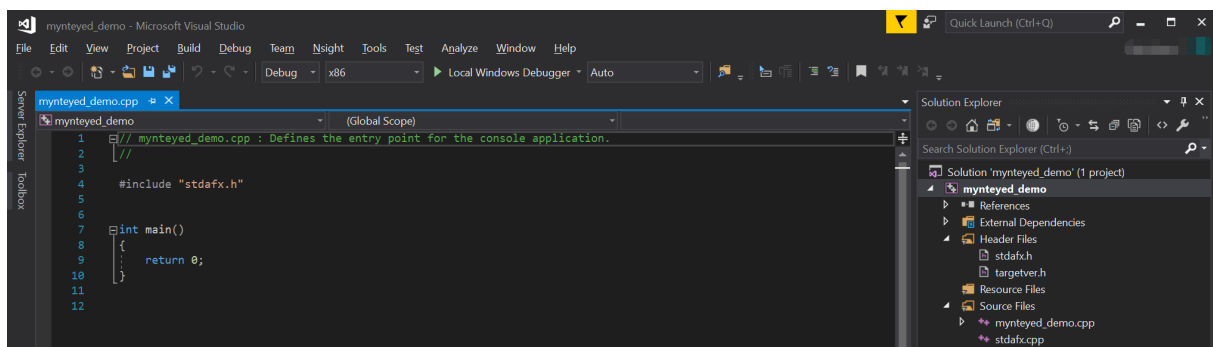 mynteyed_demo - Microsoft Visual Studio
Quick Launch (Ctrl+Q)
File Edit View Project Build Debug Team Nsight Tools Test Analyze Window Help
Debug x86 Local Windows Debugger Auto
Server Explorer
Toolbox
mynteyed_demo.cpp
mynteyed_demo (Global Scope)
1 // mynteyed_demo.cpp : Defines the entry point for the console application.
2 //
3
4 #include "stdafx.h"
5
6
7 int main()
8 {
9 return 0;
10 }
11
12
Solution Explorer
Search Solution Explorer (Ctrl+;)
Solution 'mynteyed_demo' (1 project)
mynteyed_demo
References
External Dependencies
Header Files
stdafx.h
targetver.h
Resource Files
Source Files
mynteyed_demo.cpp
stdafx.cpp